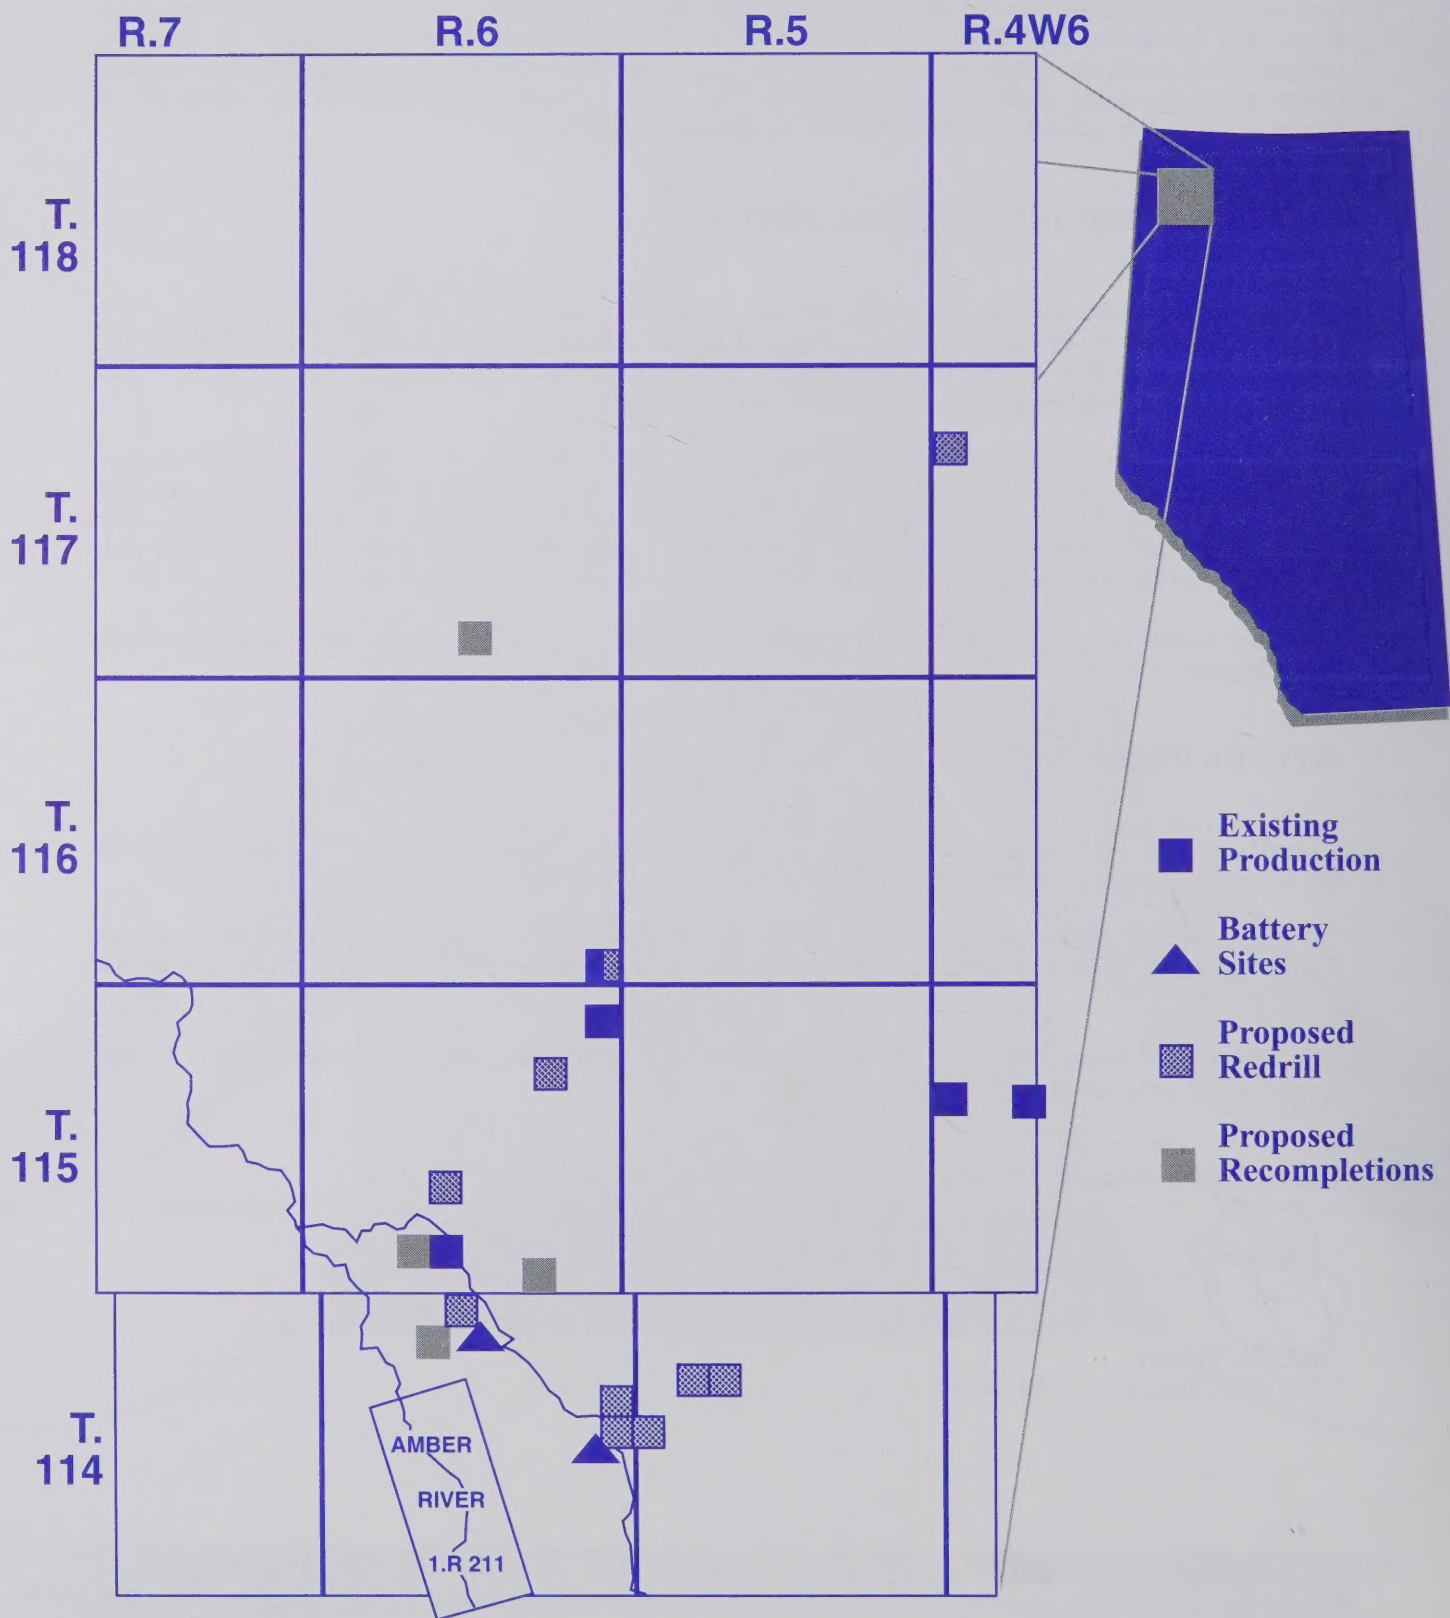 R.7 R.6 R.5 R.4W6
T.
118
T.
117
T.
116
T.
115
T.
114
Existing
Production
Battery
Sites
Proposed
Redrill
Proposed
Recompletions
AMBER
RIVER
1.R 211